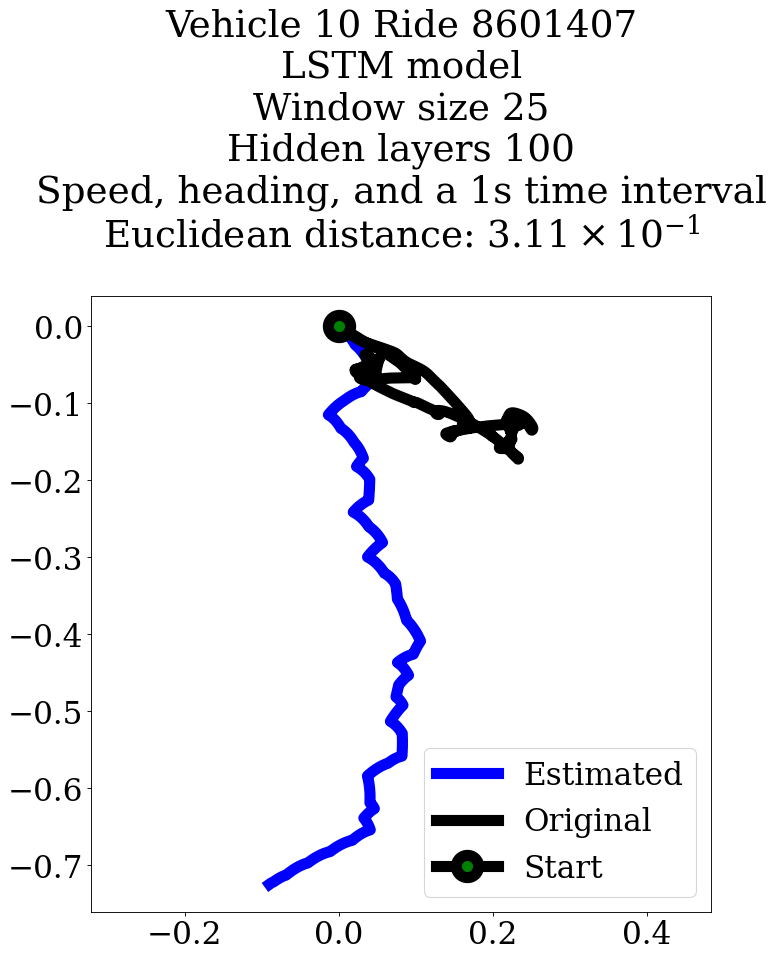 Vehicle 10 Ride 8601407
LSTM model
Window size 25
Hidden layers 100
Speed, heading, and a 1s time interval
Euclidean distance: 3.11 × 10⁻¹
0.0
−0.1
−0.2
−0.3
−0.4
−0.5
−0.6
−0.7
Estimated
Original
Start
−0.2 0.0 0.2 0.4